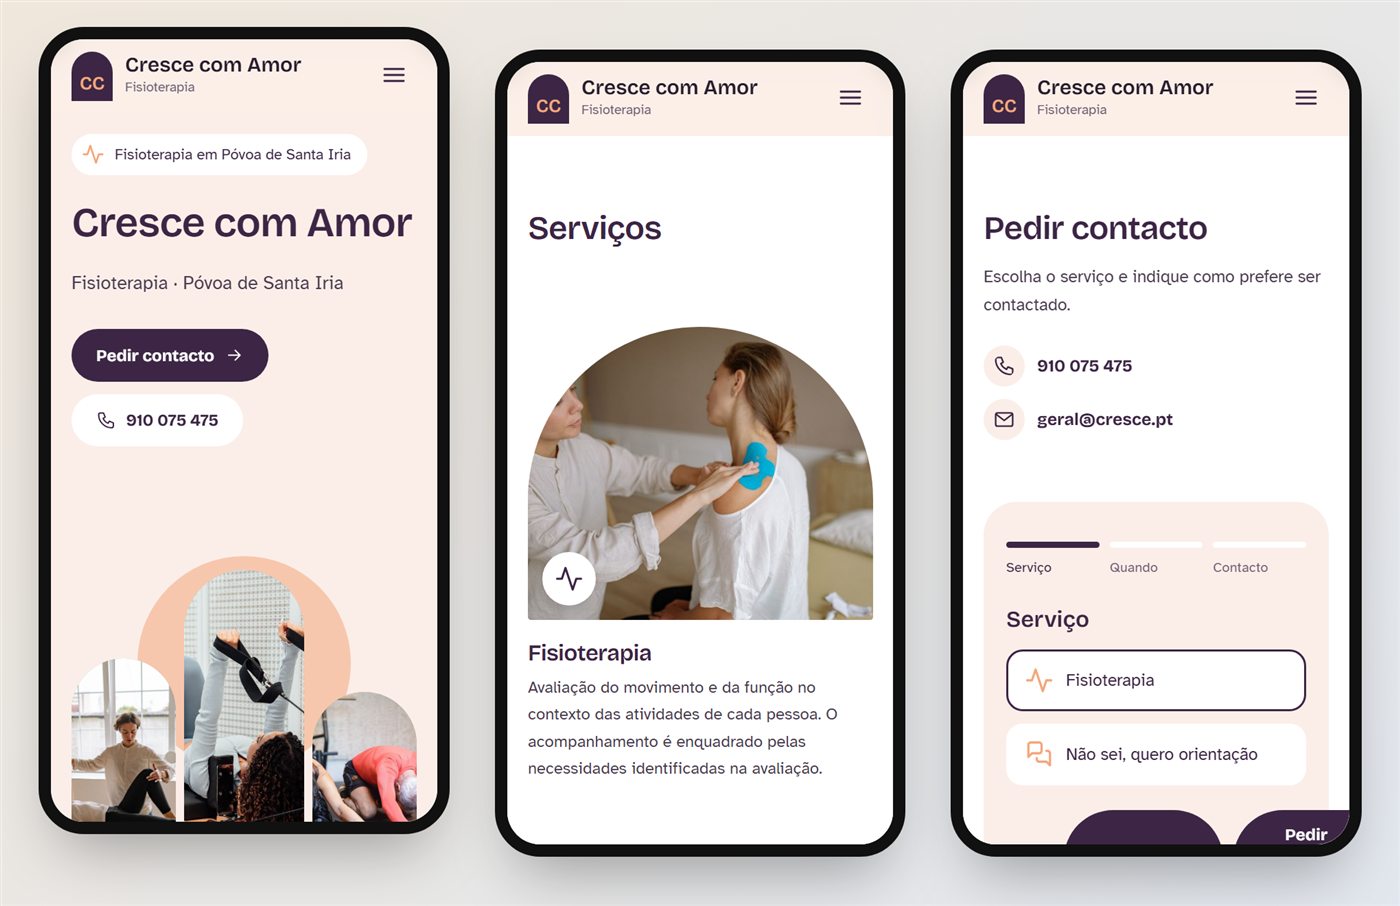 CC
Cresce com Amor
Fisioterapia
Fisioterapia em Póvoa de Santa Iria
Cresce com Amor
Fisioterapia · Póvoa de Santa Iria
Pedir contacto
910 075 475
CC
Cresce com Amor
Fisioterapia
Serviços
Fisioterapia
Avaliação do movimento e da função no
contexto das atividades de cada pessoa. O
acompanhamento é enquadrado pelas
necessidades identificadas na avaliação.
CC
Cresce com Amor
Fisioterapia
Pedir contacto
Escolha o serviço e indique como prefere ser
contactado.
910 075 475
geral@cresce.pt
Serviço Quando Contacto
Serviço
Fisioterapia
Não sei, quero orientação
Pedir